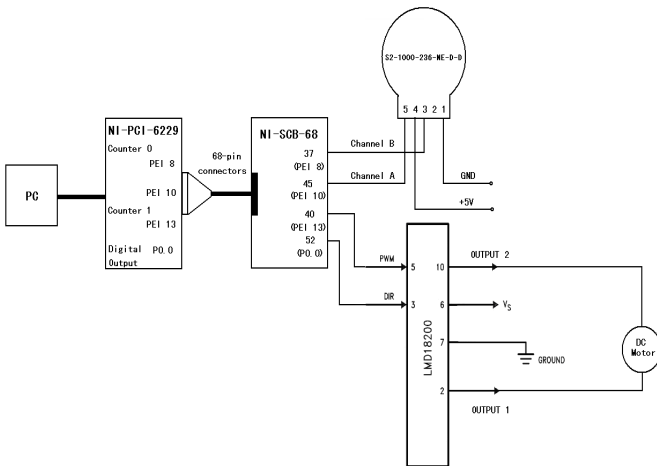 S2-1000-236-NE-D-D
5 4 3 2 1
NI-PCI-6229
Counter 0
PEI 8
PEI 10
Counter 1
PEI 13
Digital P0.0
Output
68-pin
connectors
NI-SCB-68
37
(PEI 8)
45
(PEI 10)
40
(PEI 13)
52
(P0.0)
Channel B
Channel A
GND
+5V
PC
PWM
DIR
5
3
10
6
7
2
LMD18200
OUTPUT 2
VS
GROUND
OUTPUT 1
DC
Motor